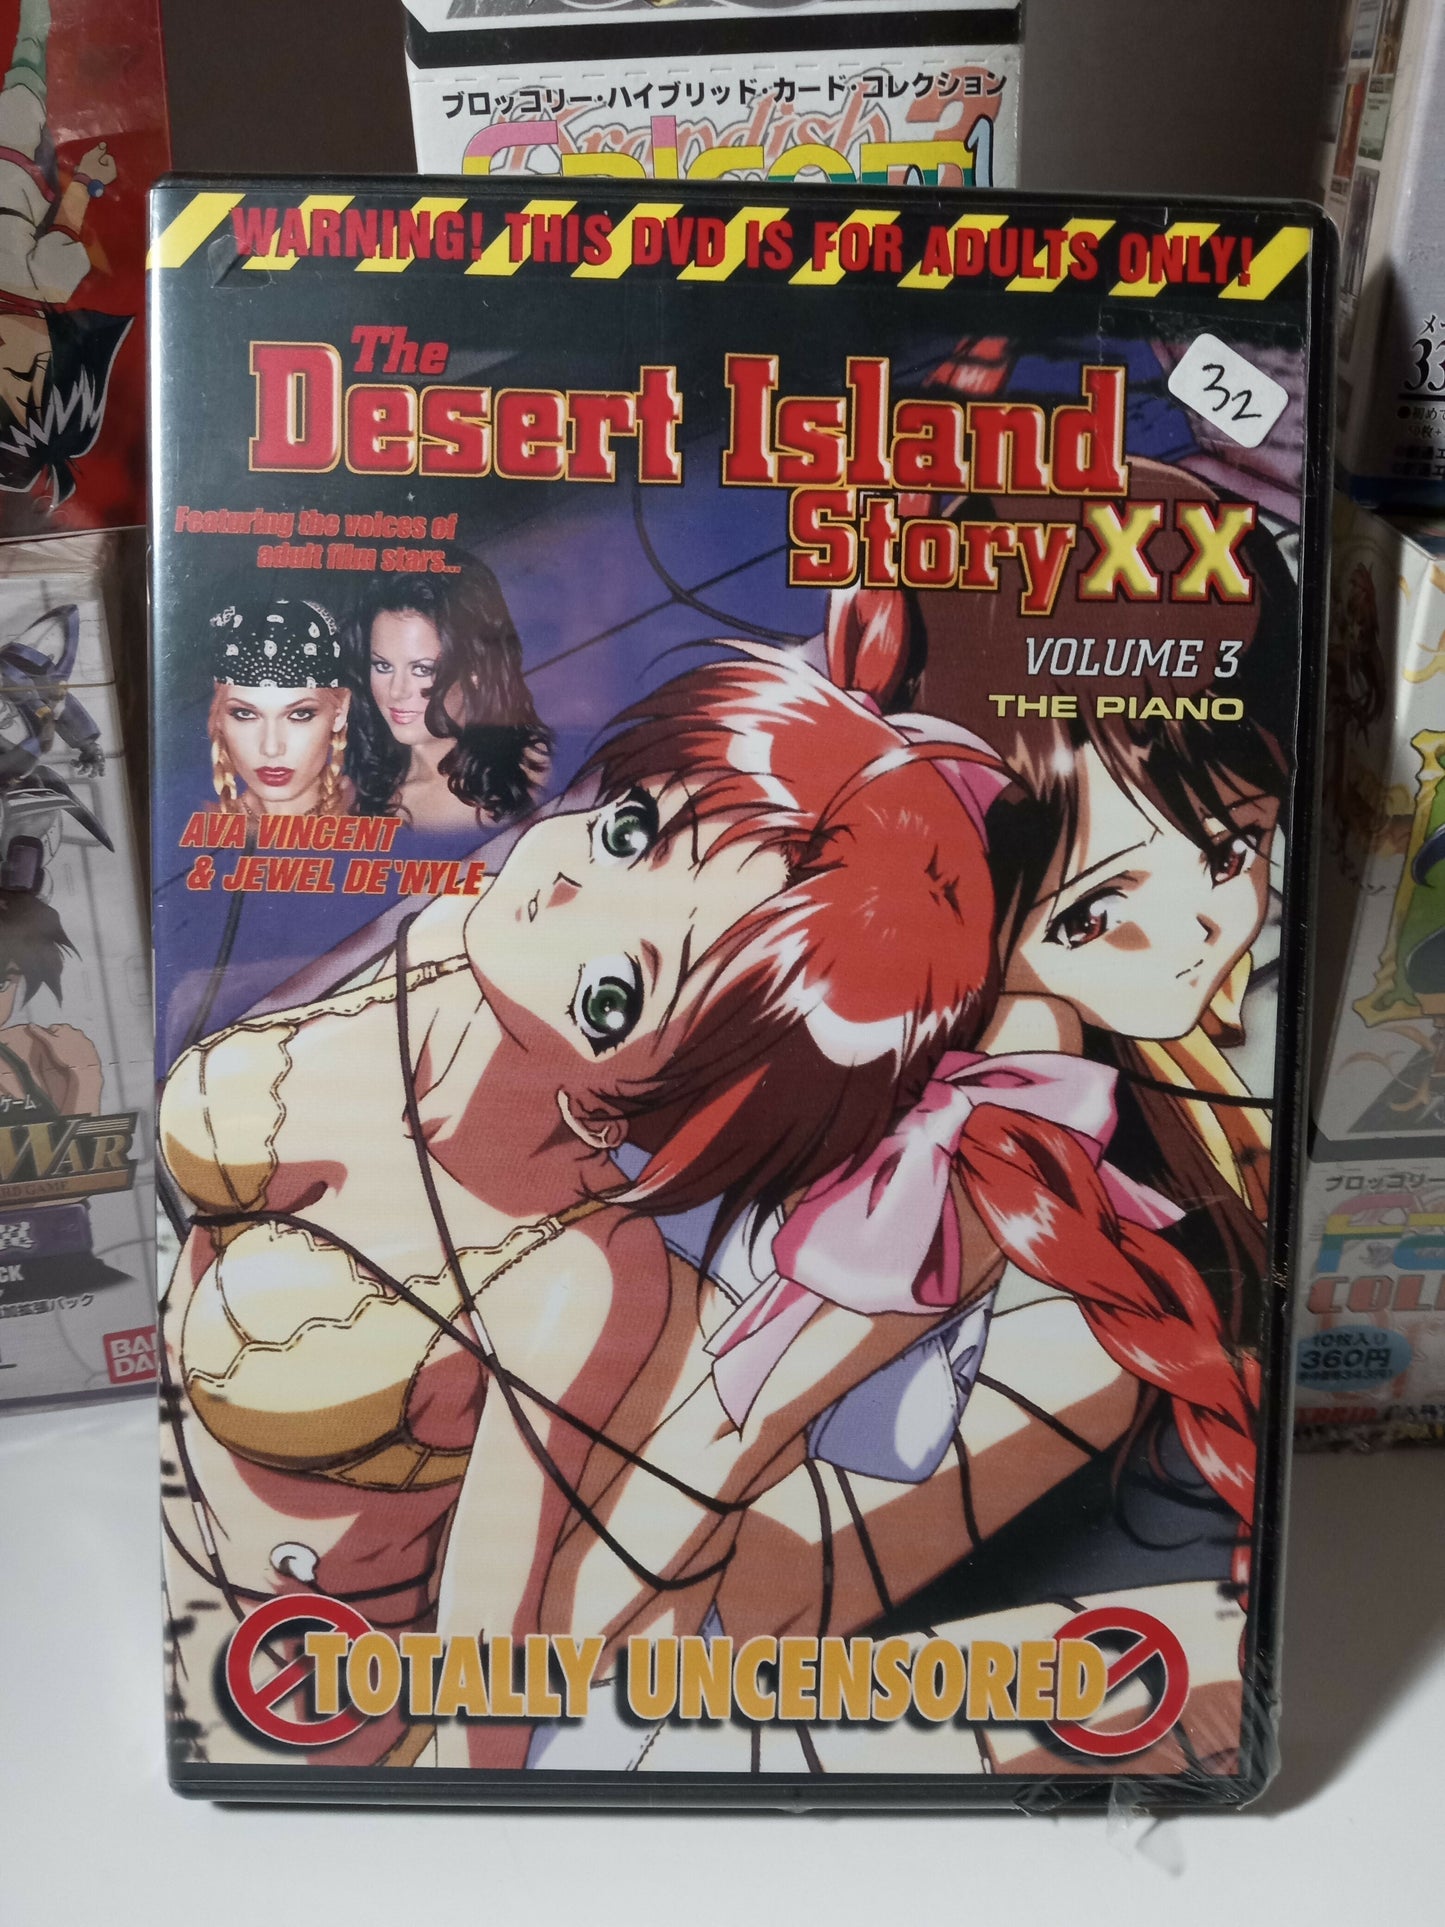 ブロッコリー・ハイブリッド・カード・コレクション
WARNING! THIS DVD IS FOR ADULTS ONLY!
The
Desert Island
Story XX
32
VOLUME 3
THE PIANO
Featuring the voices of
adult film stars...
AVA VINCENT
& JEWEL DE'NYLE
TOTALLY UNCENSORED
WAR
ブロッコリー
COLL
10枚入り
360円